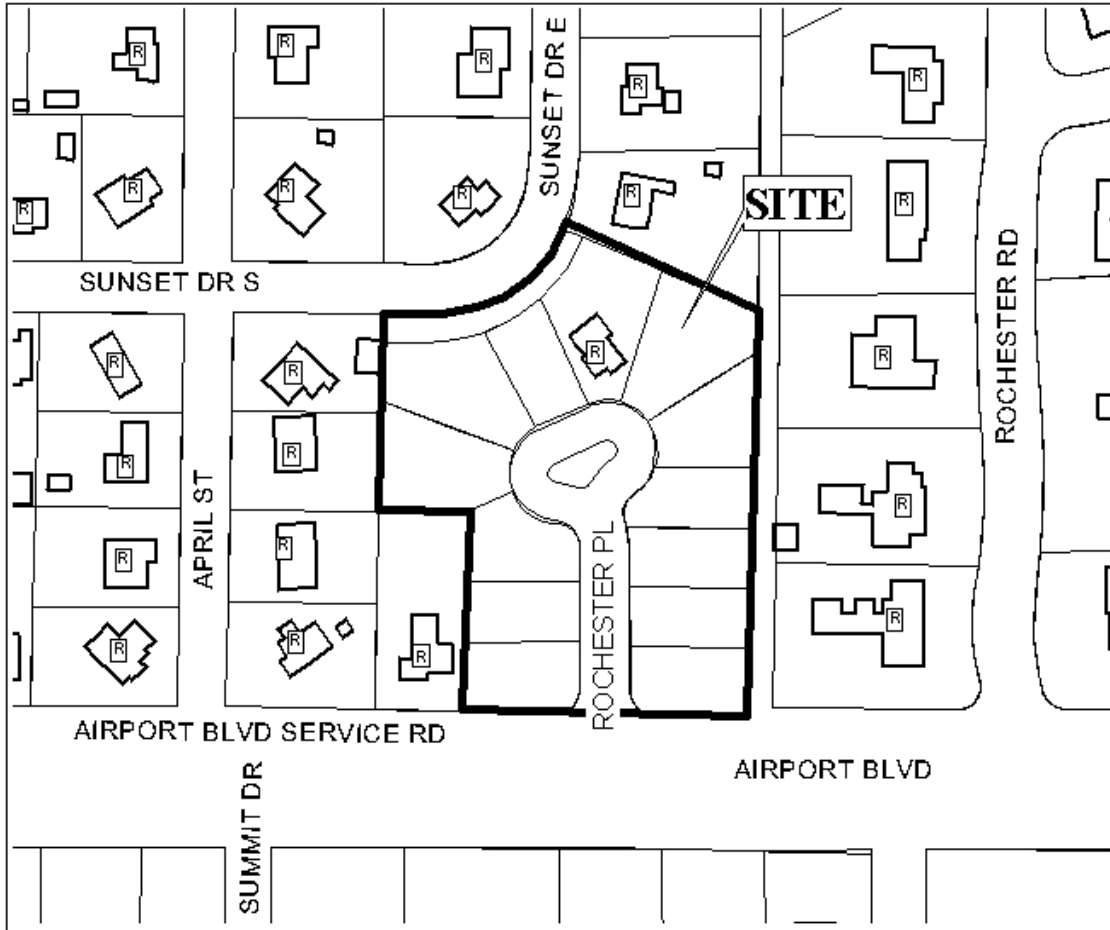 R
R
R
SUNSET DR E
R
R
R
R
R
R
R
R
SITE
SUNSET DR S
ROCHESTER RD
R
R
R
R
R
R
R
APRIL ST
R
R
ROCHESTER PL
R
R
R
R
R
AIRPORT BLVD SERVICE RD
AIRPORT BLVD
SUMMIT DR